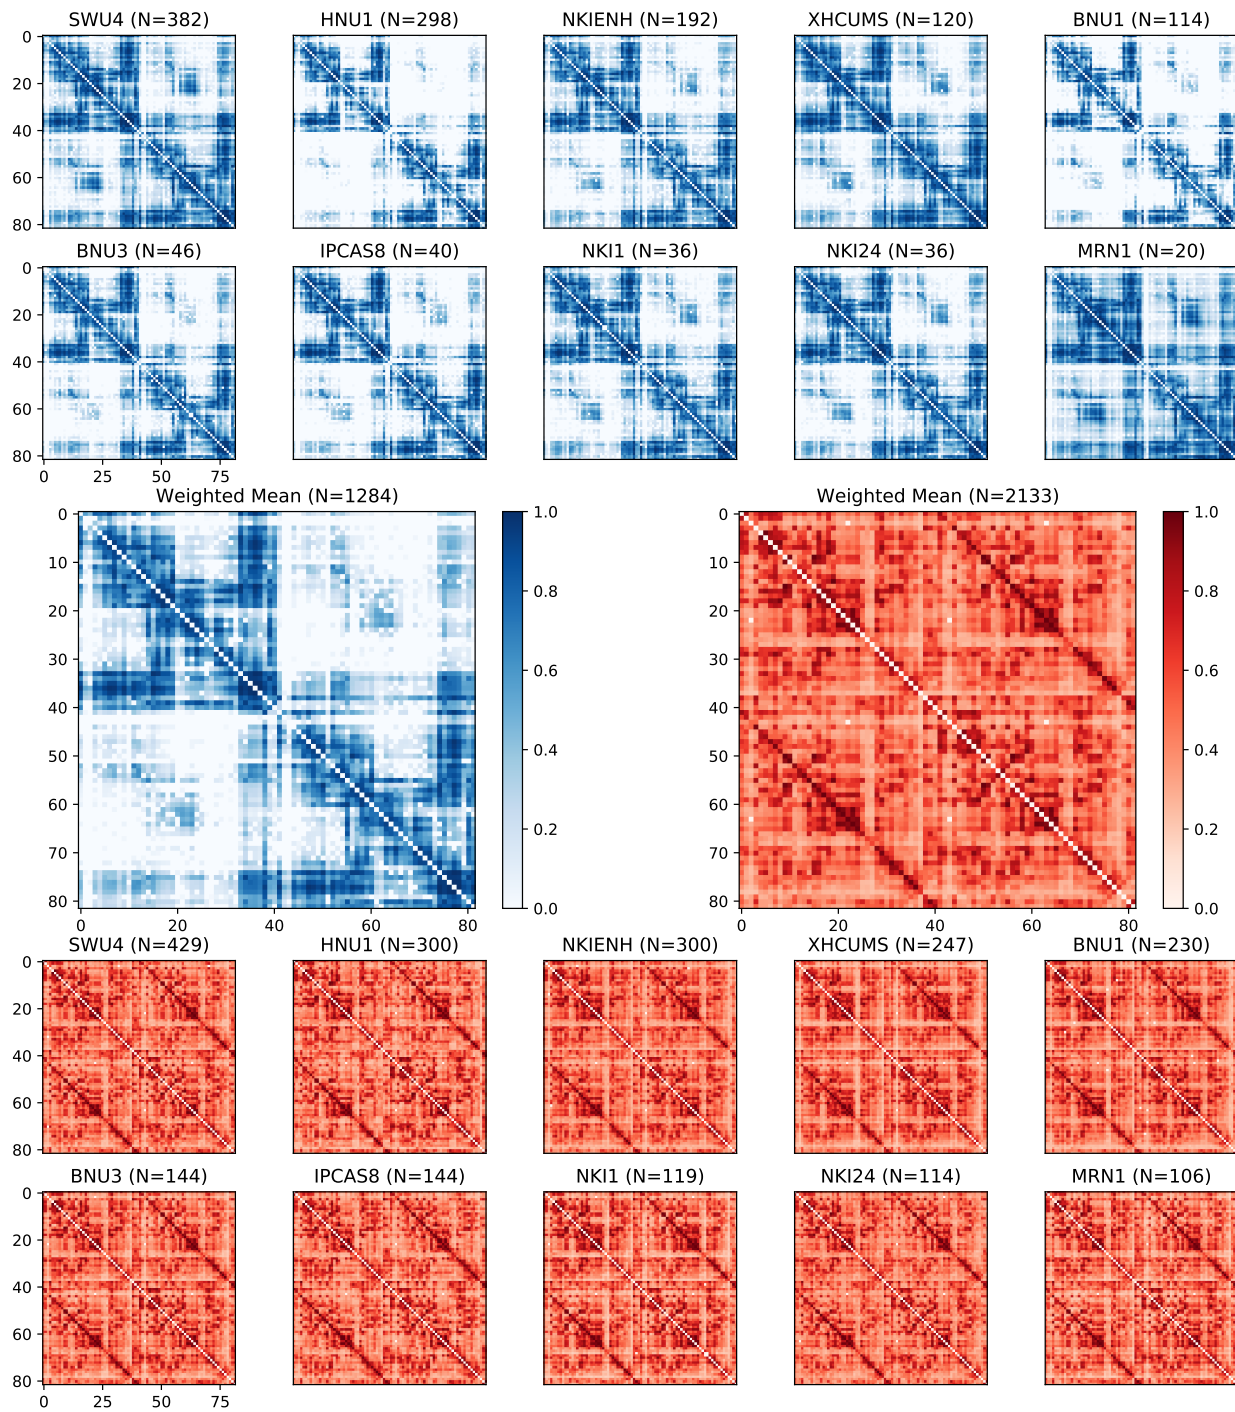 SWU4 (N=382) HNU1 (N=298) NKIENH (N=192) XHCUMS (N=120) BNU1 (N=114)
0
20
40
60
80
BNU3 (N=46) IPCAS8 (N=40) NKI1 (N=36) NKI24 (N=36) MRN1 (N=20)
0
20
40
60
80
0 25 50 75
Weighted Mean (N=1284) Weighted Mean (N=2133)
0 1.0 0 1.0
10 10
20 0.8 20 0.8
30 30
0.6 0.6
40 40
50 0.4 50 0.4
60 60
70 0.2 70 0.2
80 0.0 80 0.0
0 20 40 60 80 0 20 40 60 80
SWU4 (N=429) HNU1 (N=300) NKIENH (N=300) XHCUMS (N=247) BNU1 (N=230)
0
20
40
60
80
BNU3 (N=144) IPCAS8 (N=144) NKI1 (N=119) NKI24 (N=114) MRN1 (N=106)
0
20
40
60
80
0 25 50 75